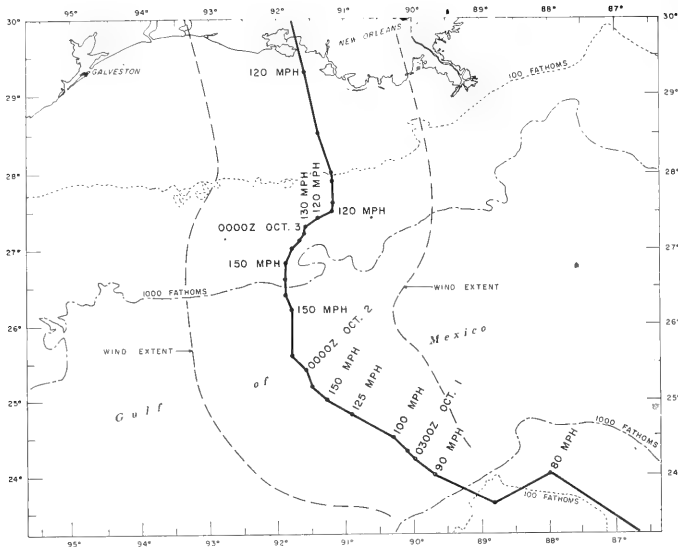 95° 94° 93° 92° 91° 90° 89° 88° 87°
30° 30°
NEW ORLEANS
GALVESTON
120 MPH
100 FATHOMS
29° 29°
28° 28°
130 MPH
120 MPH
120 MPH
0000Z OCT. 3
27° 27°
150 MPH
1000 FATHOMS
WIND EXTENT
150 MPH
26° 26°
0000Z OCT. 2
Mexico
WIND EXTENT
150 MPH
125 MPH
of
25° 25°
Gulf
100 MPH
0300Z OCT. 1
90 MPH
1000 FATHOMS
80 MPH
24° 24°
100 FATHOMS
95° 94° 93° 92° 91° 90° 89° 88° 87°